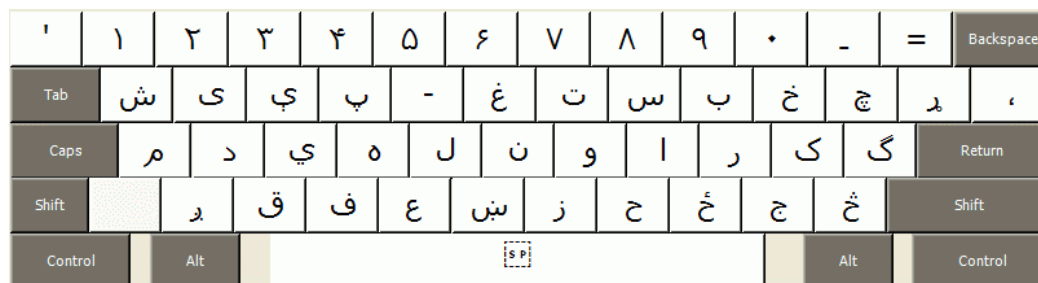 ' ۱ ۲ ۳ ۴ ۵ ۶ ۷ ۸ ۹ ۰ ـ = Backspace
Tab ش ی ې پ - غ ت س ب خ چ ړ ،
Caps م د ي ه ل ن و ا ر ک گ Return
Shift ږ ق ف ع ښ ز ح ځ ج څ Shift
Control Alt SP Alt Control